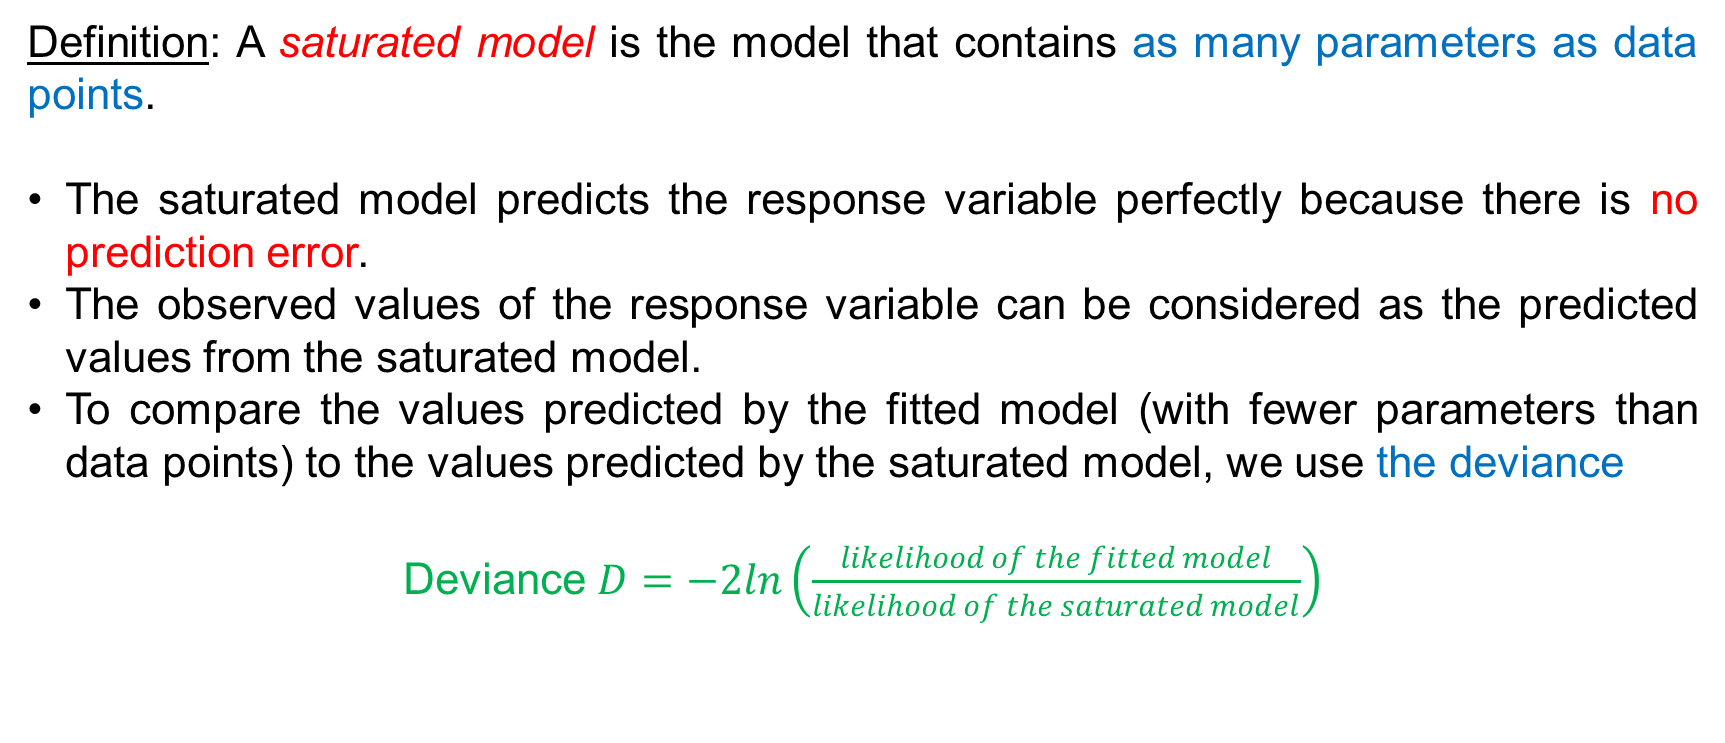 Definition: A saturated model is the model that contains as many parameters as data
points.
• The saturated model predicts the response variable perfectly because there is no
prediction error.
• The observed values of the response variable can be considered as the predicted
values from the saturated model.
• To compare the values predicted by the fitted model (with fewer parameters than
data points) to the values predicted by the saturated model, we use the deviance
Deviance D = −2ln(likelihood of the fitted model / likelihood of the saturated model)